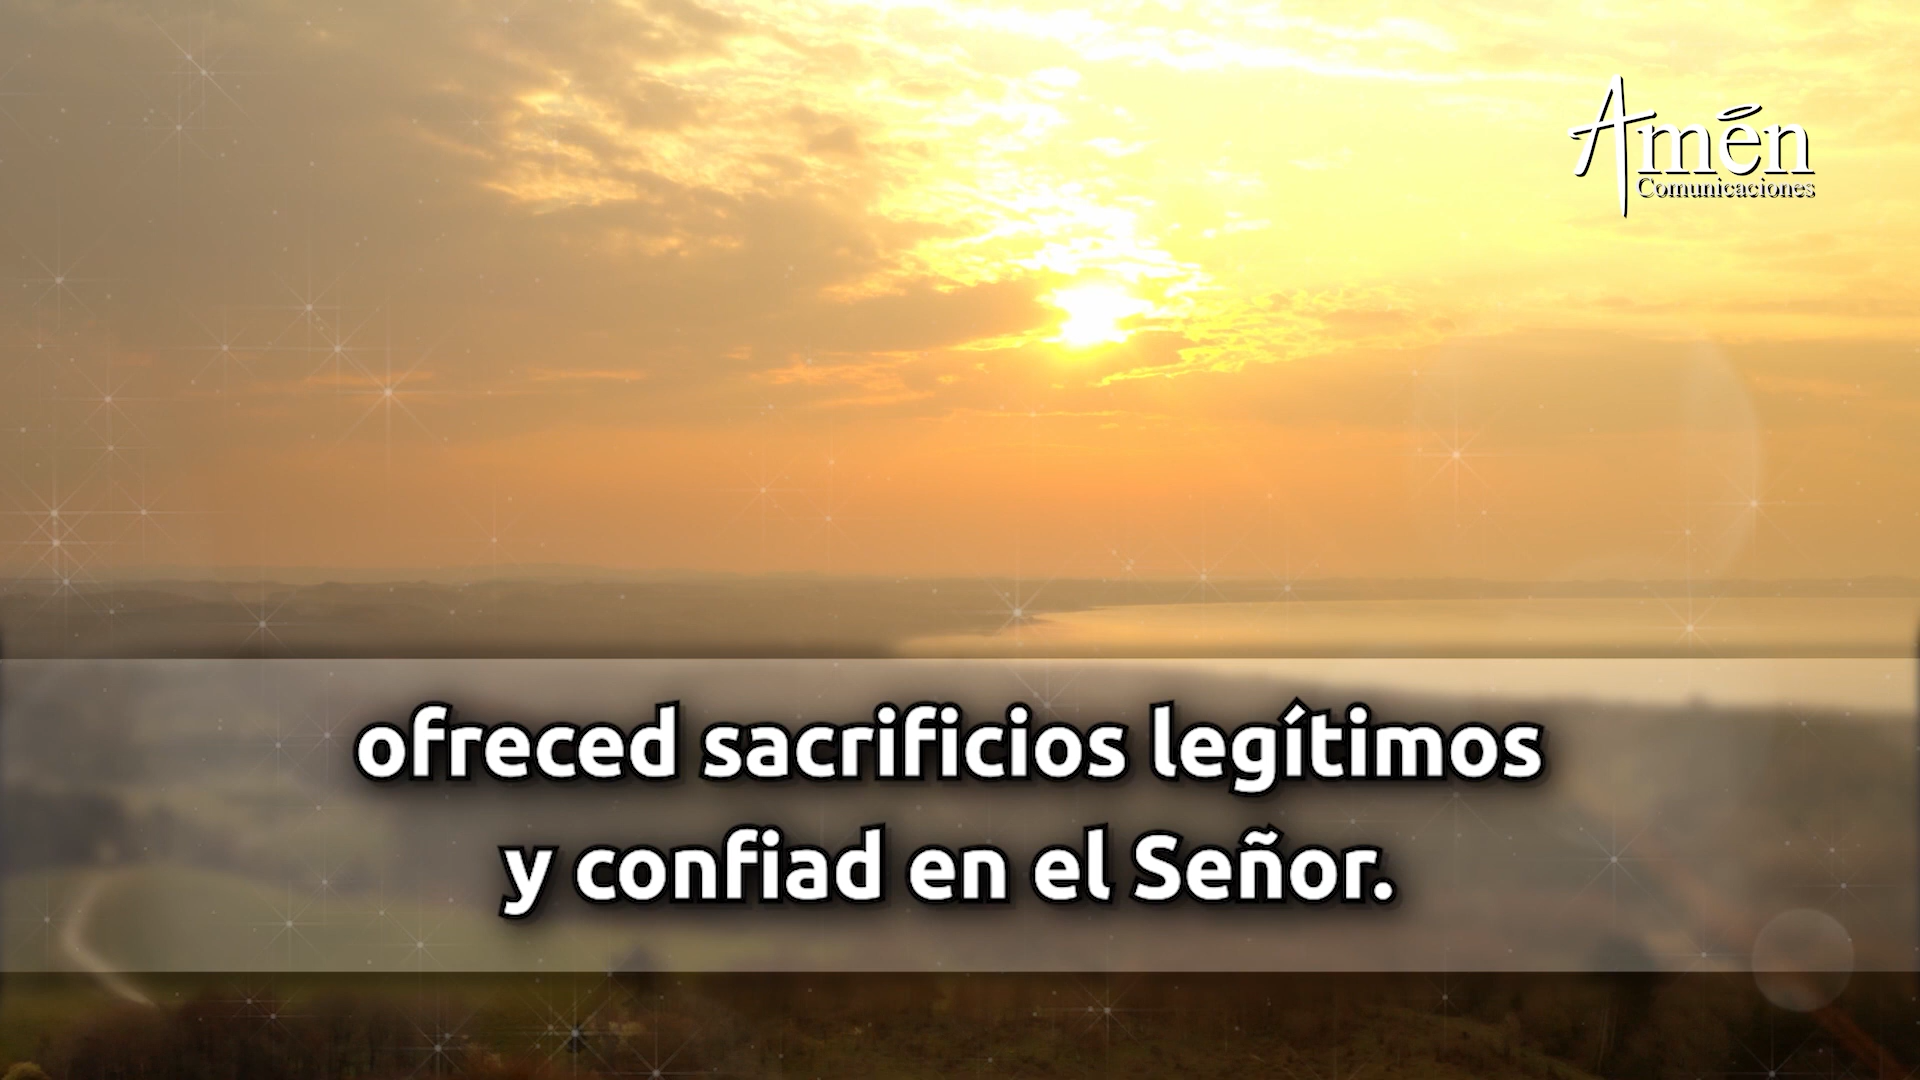 Amén
Comunicaciones
ofreced sacrificios legítimos
y confiad en el Señor.